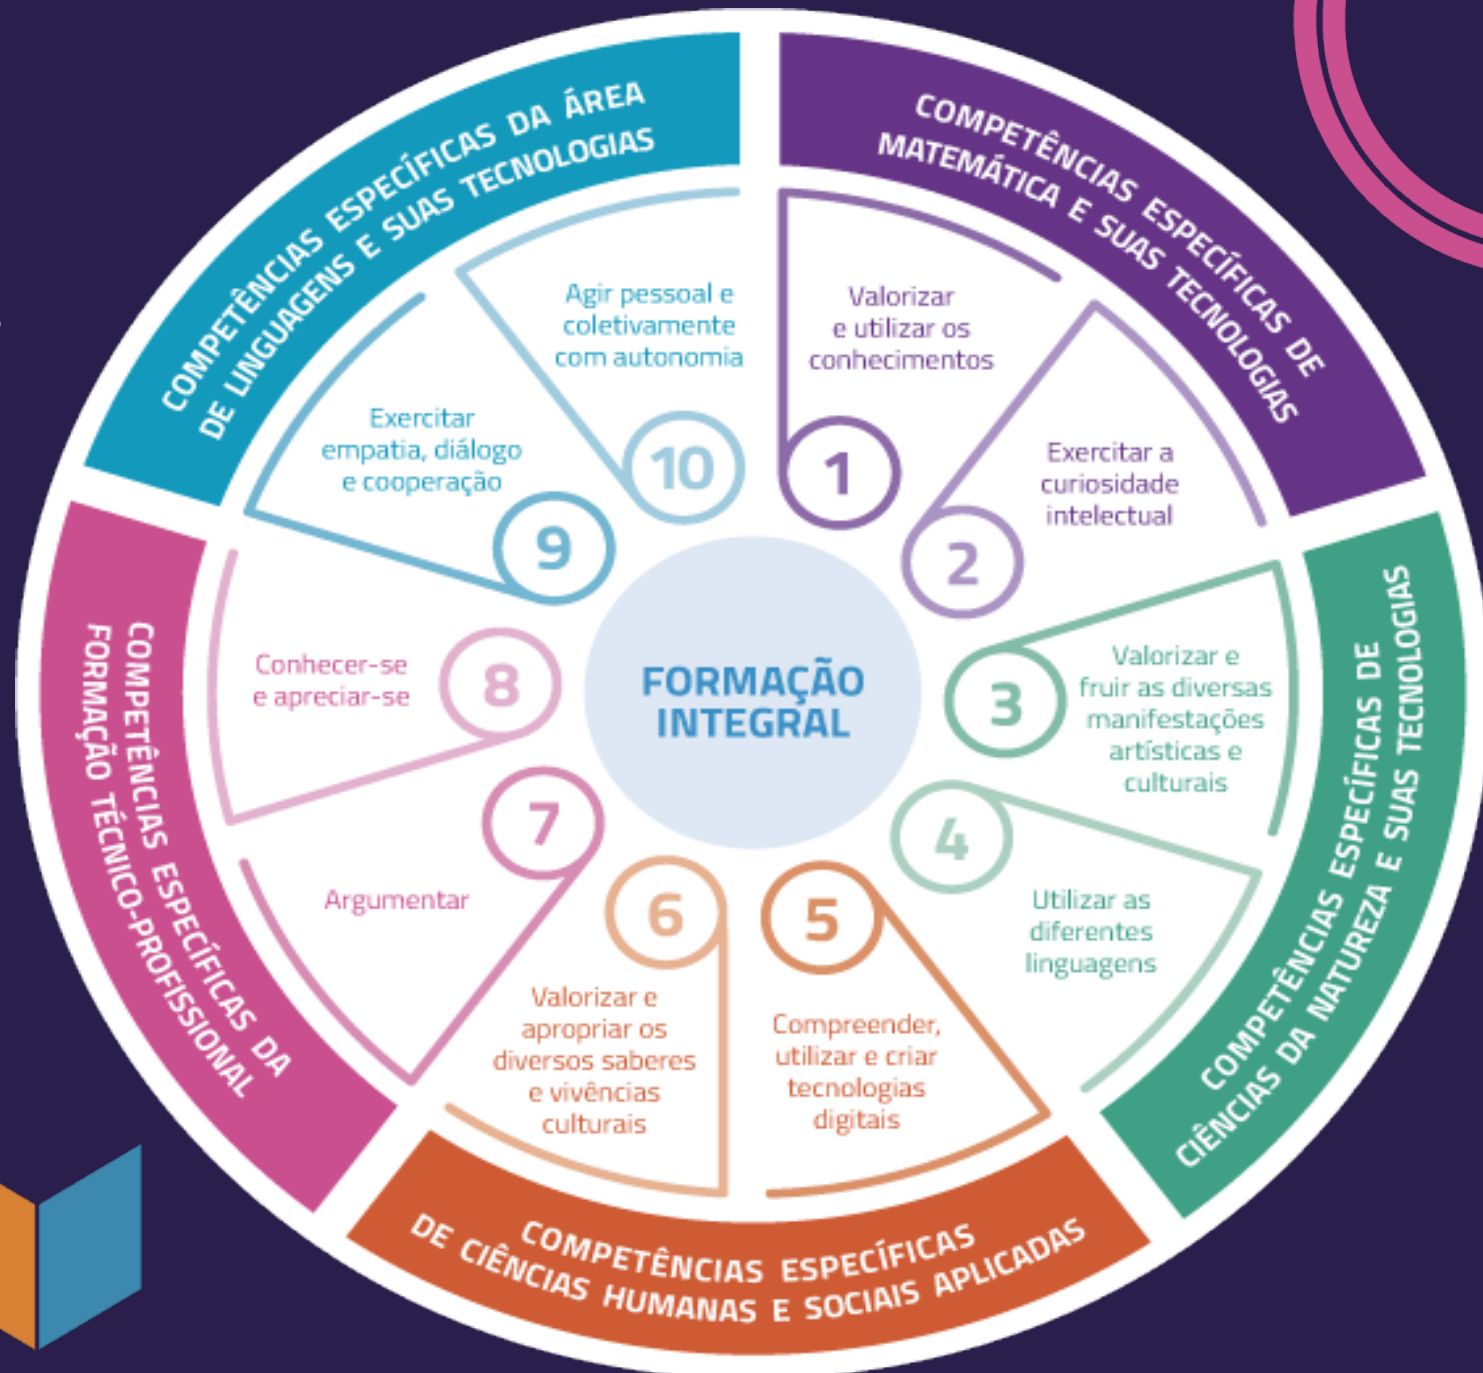 COMPETÊNCIAS ESPECÍFICAS DA ÁREA
DE LINGUAGENS E SUAS TECNOLOGIAS
COMPETÊNCIAS ESPECÍFICAS DE
MATEMÁTICA E SUAS TECNOLOGIAS
COMPETÊNCIAS ESPECÍFICAS DE
CIÊNCIAS DA NATUREZA E SUAS TECNOLOGIAS
COMPETÊNCIAS ESPECÍFICAS
DE CIÊNCIAS HUMANAS E SOCIAIS APLICADAS
COMPETÊNCIAS ESPECÍFICAS DA
FORMAÇÃO TÉCNICO-PROFISSIONAL
1
Valorizar
e utilizar os
conhecimentos
2
Exercitar a
curiosidade
intelectual
3
Valorizar e
fruir as diversas
manifestações
artísticas e
culturais
4
Utilizar as
diferentes
linguagens
5
Compreender,
utilizar e criar
tecnologias
digitais
6
Valorizar e
apropriar os
diversos saberes
e vivências
culturais
7
Argumentar
8
Conhecer-se
e apreciar-se
9
Exercitar
empatia, diálogo
e cooperação
10
Agir pessoal e
coletivamente
com autonomia
FORMAÇÃO
INTEGRAL